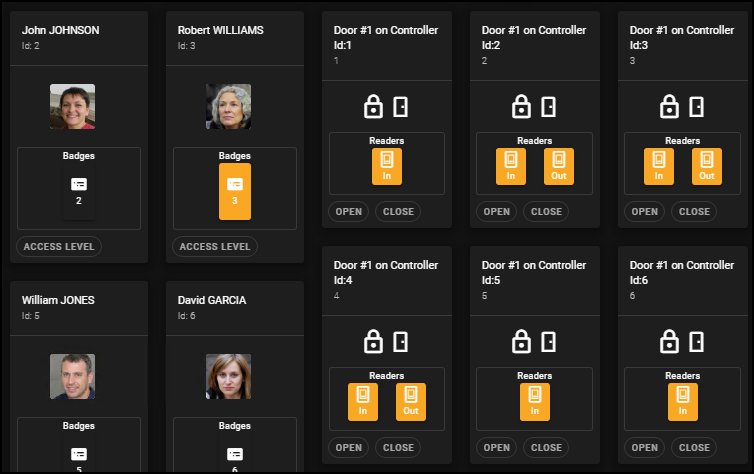 John JOHNSON
Id: 2
Badges
2
ACCESS LEVEL
Robert WILLIAMS
Id: 3
Badges
3
ACCESS LEVEL
Door #1 on Controller
Id:1
1
Readers
In
OPEN CLOSE
Door #1 on Controller
Id:2
2
Readers
In Out
OPEN CLOSE
Door #1 on Controller
Id:3
3
Readers
In Out
OPEN CLOSE
William JONES
Id: 5
Badges
5
David GARCIA
Id: 6
Badges
6
Door #1 on Controller
Id:4
4
Readers
In Out
OPEN CLOSE
Door #1 on Controller
Id:5
5
Readers
In
OPEN CLOSE
Door #1 on Controller
Id:6
6
Readers
In
OPEN CLOSE